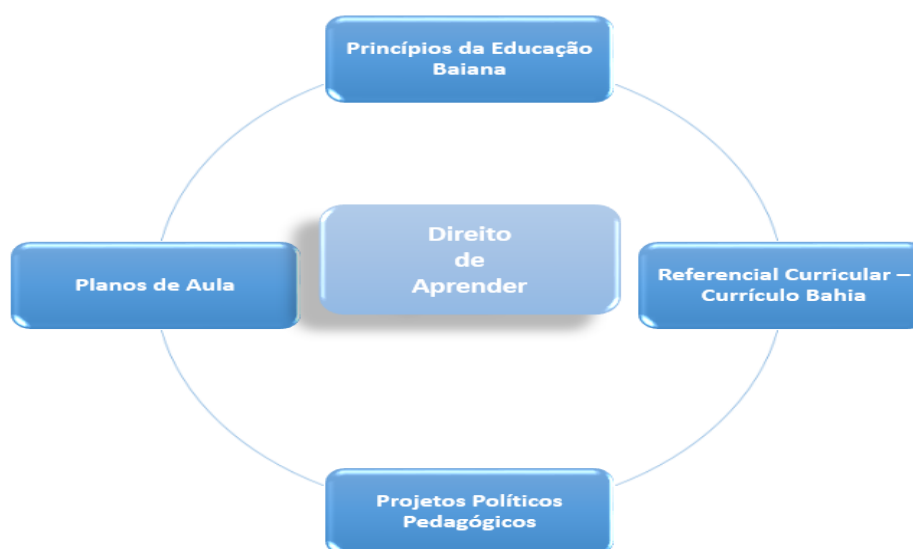 Princípios da Educação
Baiana
Direito
de
Aprender
Planos de Aula
Referencial Curricular –
Currículo Bahia
Projetos Políticos
Pedagógicos